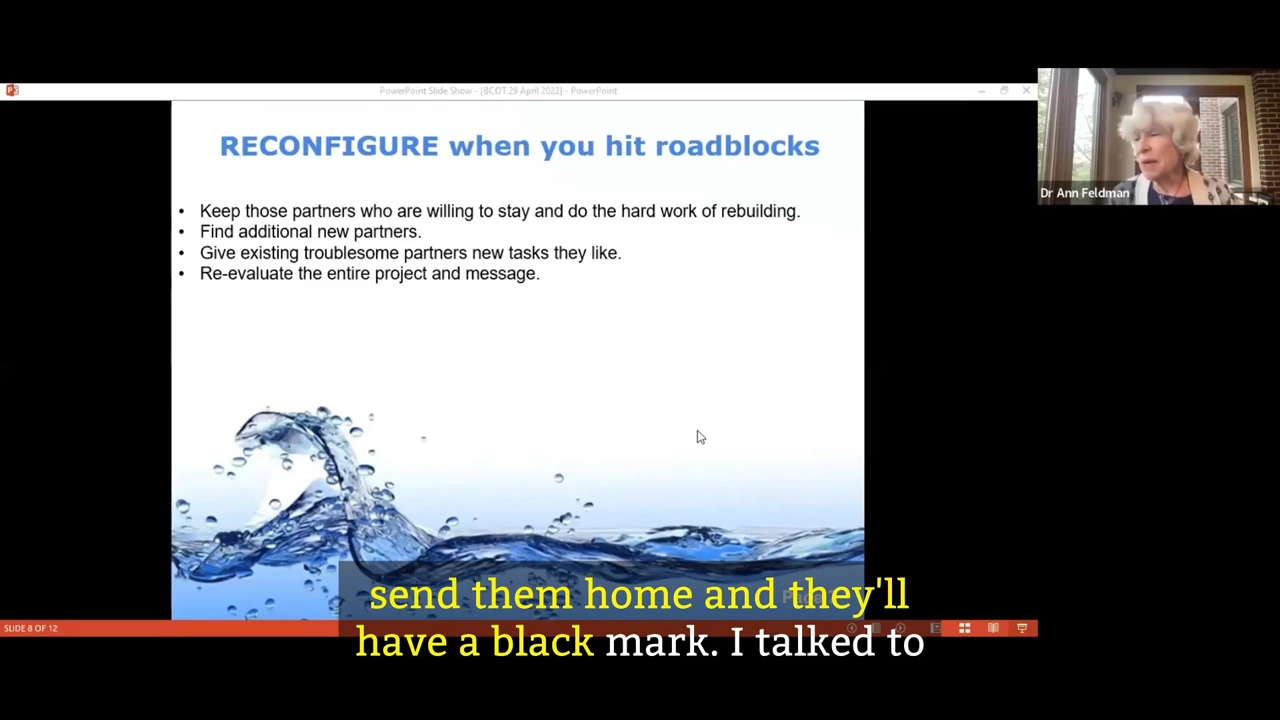 PowerPoint Slide Show - [BCOT 29 April 2022] - PowerPoint
RECONFIGURE when you hit roadblocks
• Keep those partners who are willing to stay and do the hard work of rebuilding.
• Find additional new partners.
• Give existing troublesome partners new tasks they like.
• Re-evaluate the entire project and message.
Dr Ann Feldman
send them home and they'll
have a black mark. I talked to
SLIDE 8 OF 12